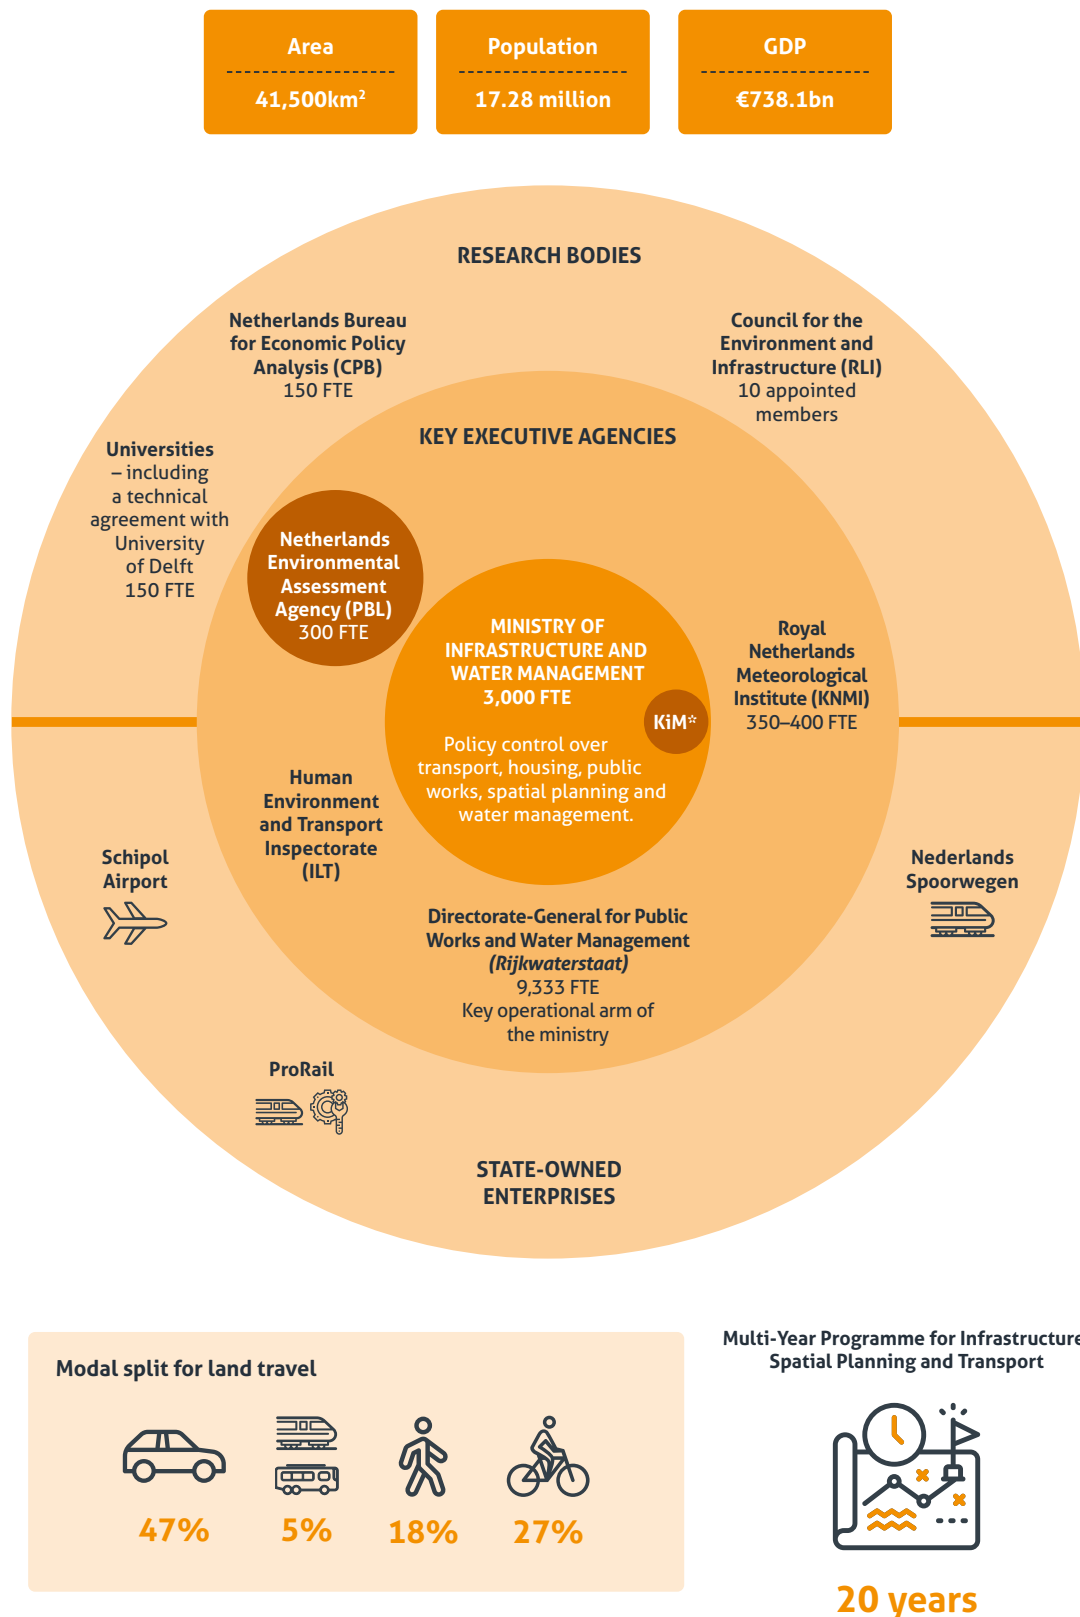 Area
41,500km²
Population
17.28 million
GDP
€738.1bn
RESEARCH BODIES
Netherlands Bureau
for Economic Policy
Analysis (CPB)
150 FTE
Council for the
Environment and
Infrastructure (RLI)
10 appointed
members
Universities
– including
a technical
agreement with
University
of Delft
150 FTE
KEY EXECUTIVE AGENCIES
Netherlands
Environmental
Assessment
Agency (PBL)
300 FTE
MINISTRY OF
INFRASTRUCTURE AND
WATER MANAGEMENT
3,000 FTE
Policy control over
transport, housing, public
works, spatial planning and
water management.
KiM☆
Royal
Netherlands
Meteorological
Institute (KNMI)
350–400 FTE
Human
Environment
and Transport
Inspectorate
(ILT)
Directorate-General for Public
Works and Water Management
(Rijkwaterstaat)
9,333 FTE
Key operational arm of
the ministry
Schipol
Airport
Nederlands
Spoorwegen
ProRail
STATE-OWNED
ENTERPRISES
Modal split for land travel
47%
5%
18%
27%
Multi-Year Programme for Infrastructure
Spatial Planning and Transport
20 years